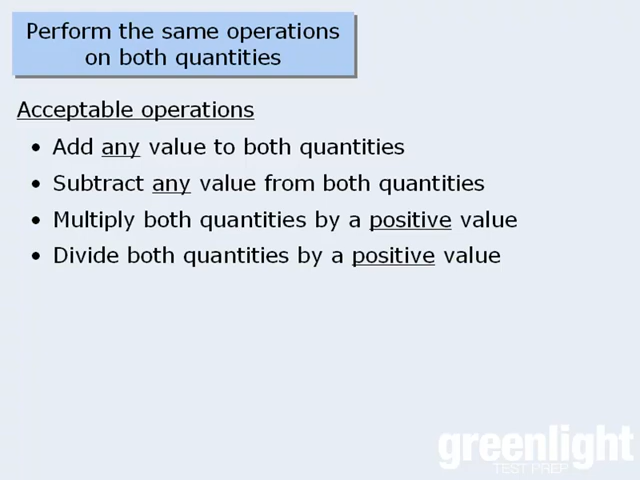 Perform the same operations
on both quantities
Acceptable operations
• Add any value to both quantities
• Subtract any value from both quantities
• Multiply both quantities by a positive value
• Divide both quantities by a positive value
greenlight
TEST PREP